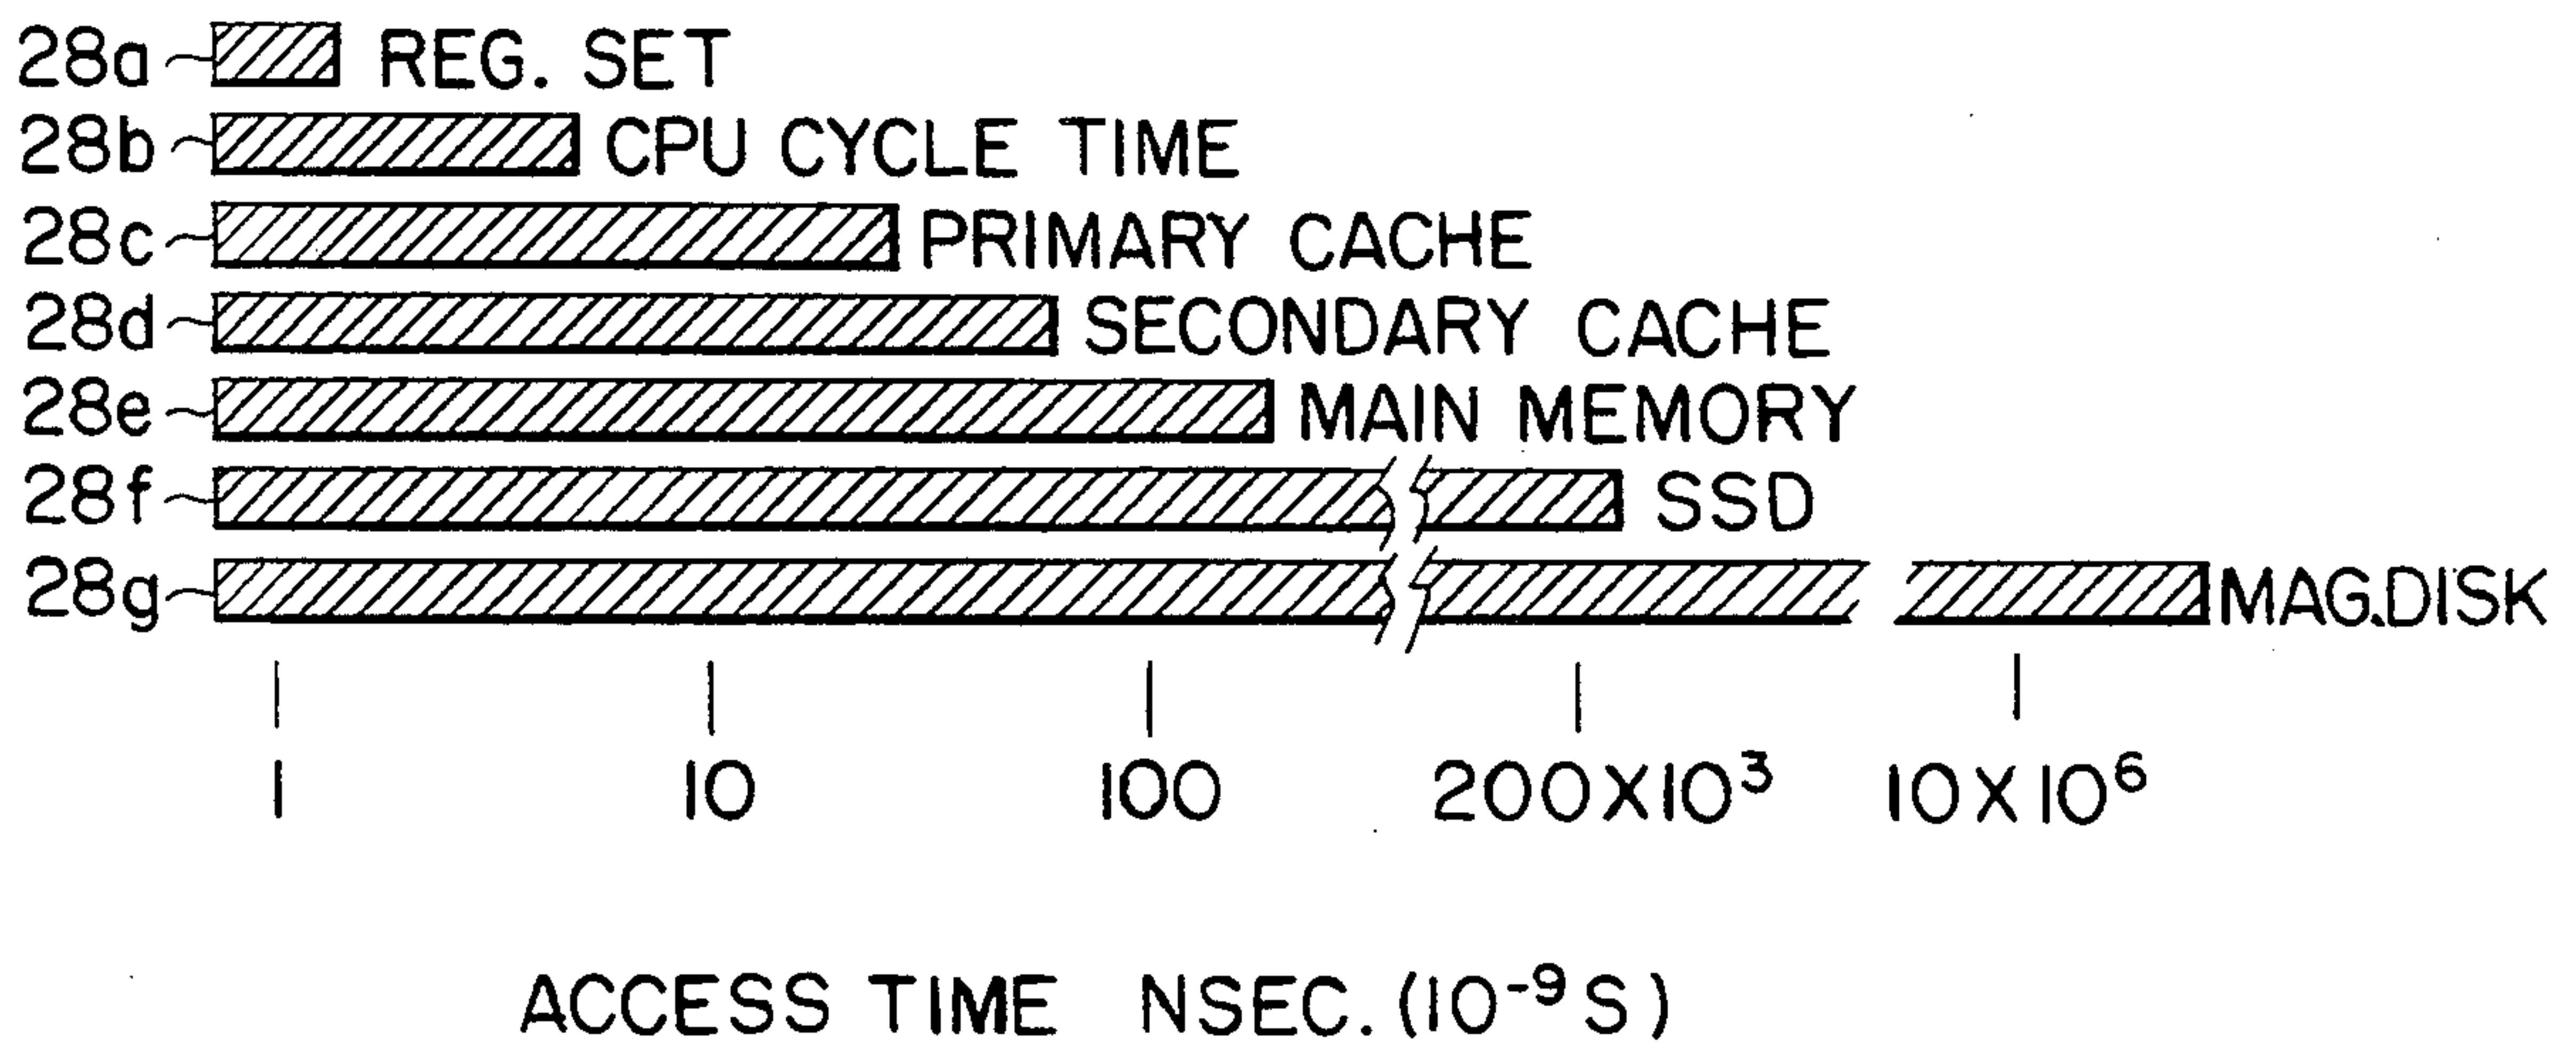 28a REG. SET
28b CPU CYCLE TIME
28c PRIMARY CACHE
28d SECONDARY CACHE
28e MAIN MEMORY
28f SSD
28g MAG.DISK
1 10 100 200X10³ 10X10⁶
ACCESS TIME NSEC. (10⁻⁹S)